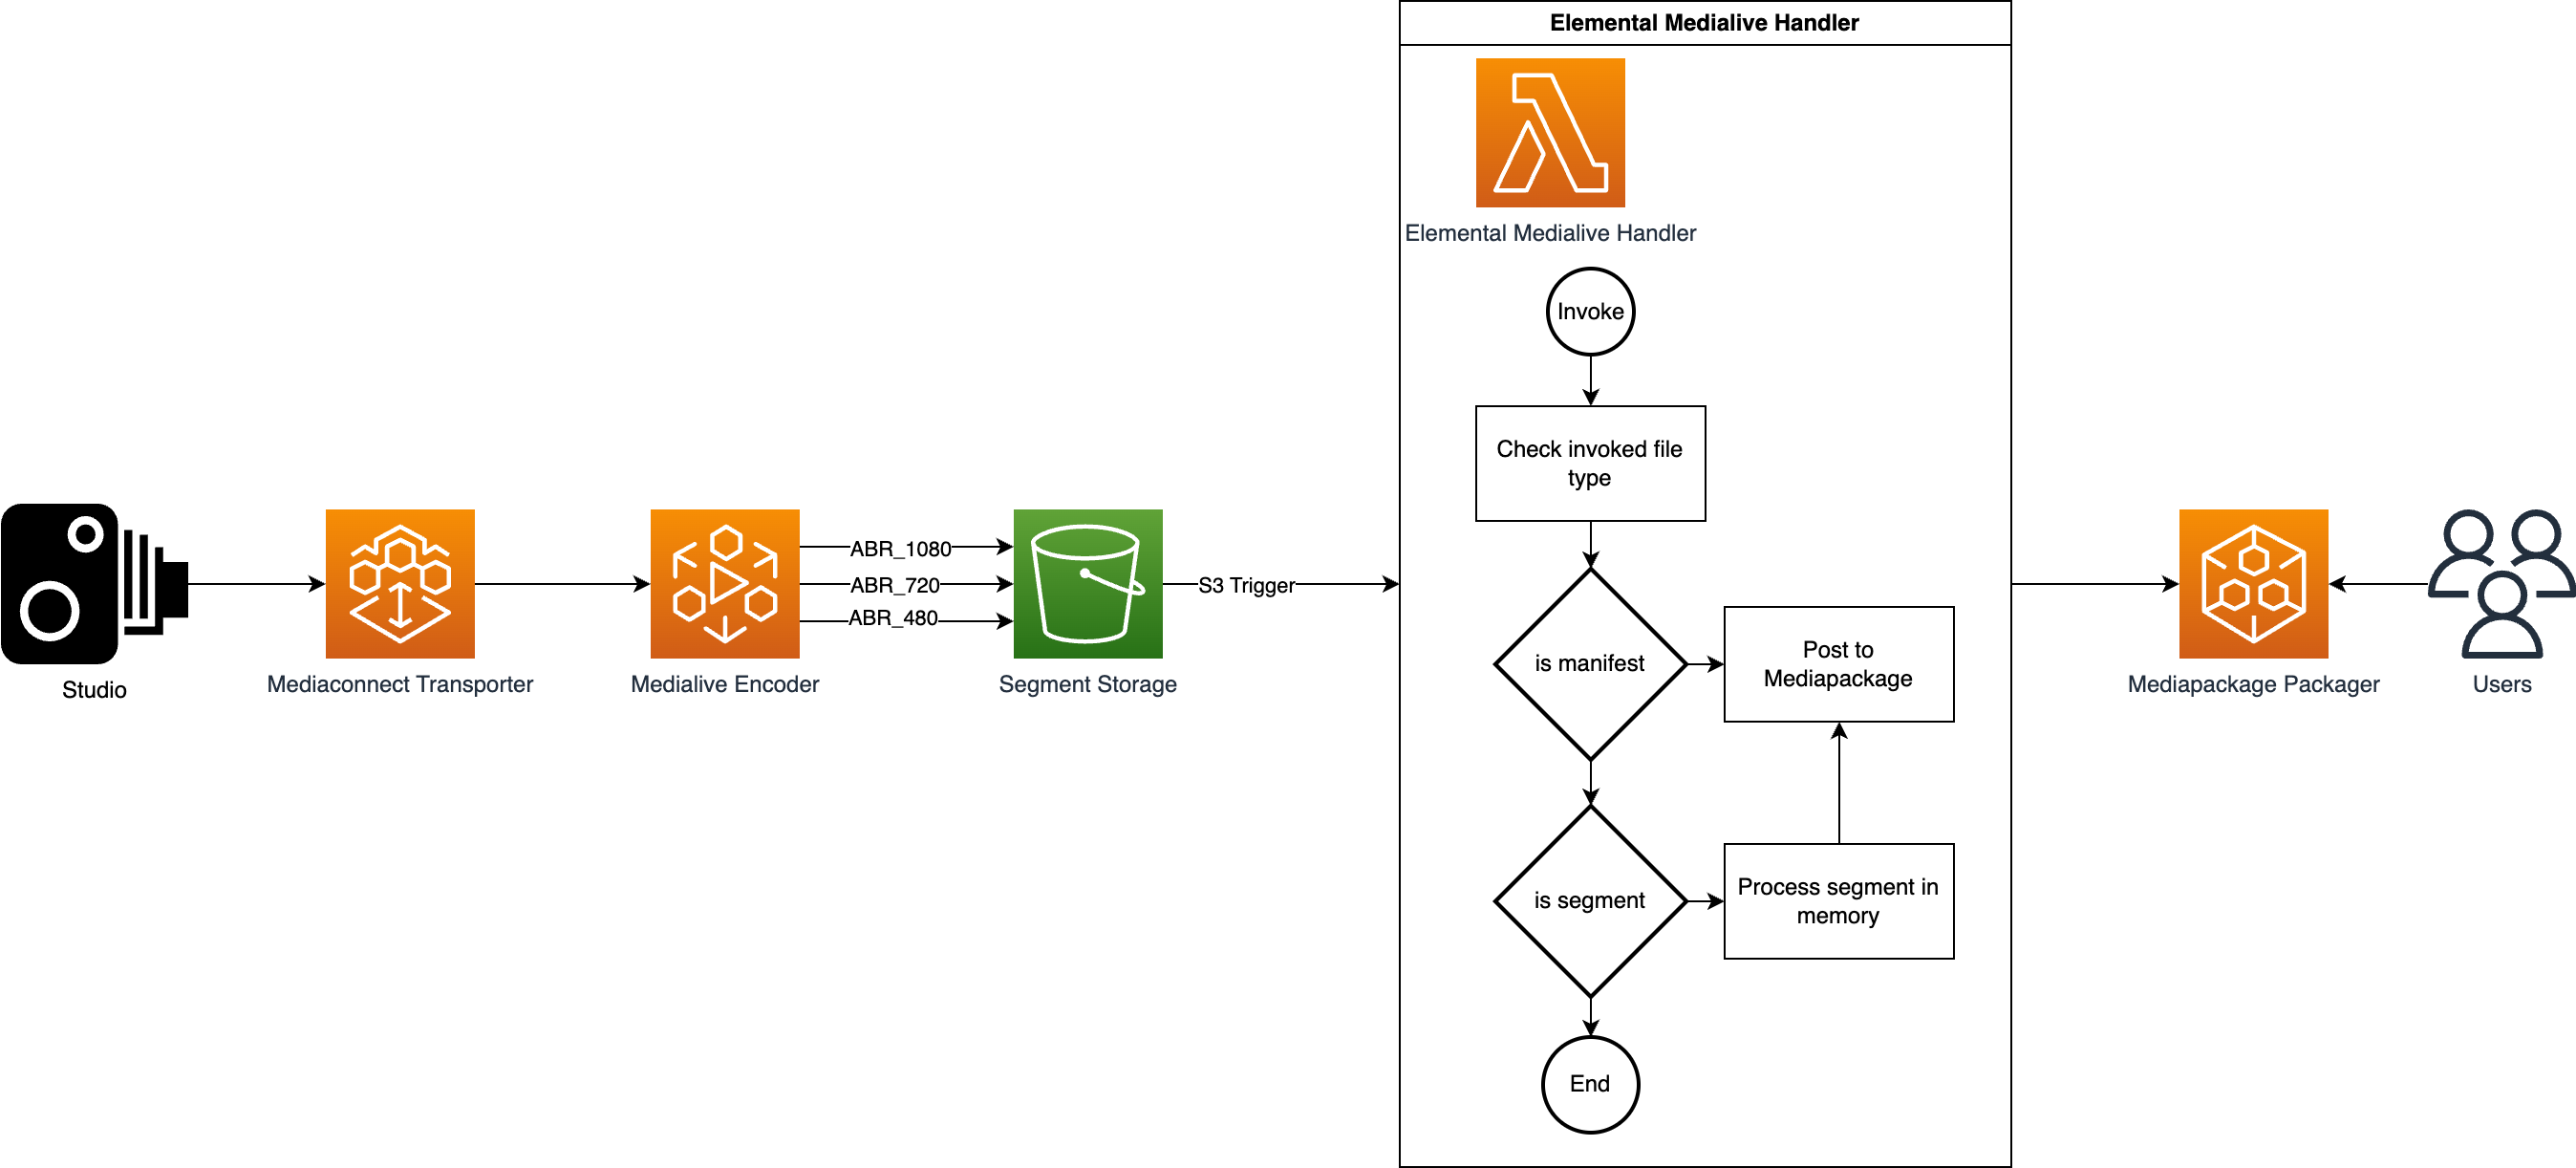 Elemental Medialive Handler
Elemental Medialive Handler
Invoke
Check invoked file
type
is manifest
Post to
Mediapackage
is segment
Process segment in
memory
End
Studio
Mediaconnect Transporter
Medialive Encoder
ABR_1080
ABR_720
ABR_480
Segment Storage
S3 Trigger
Mediapackage Packager
Users